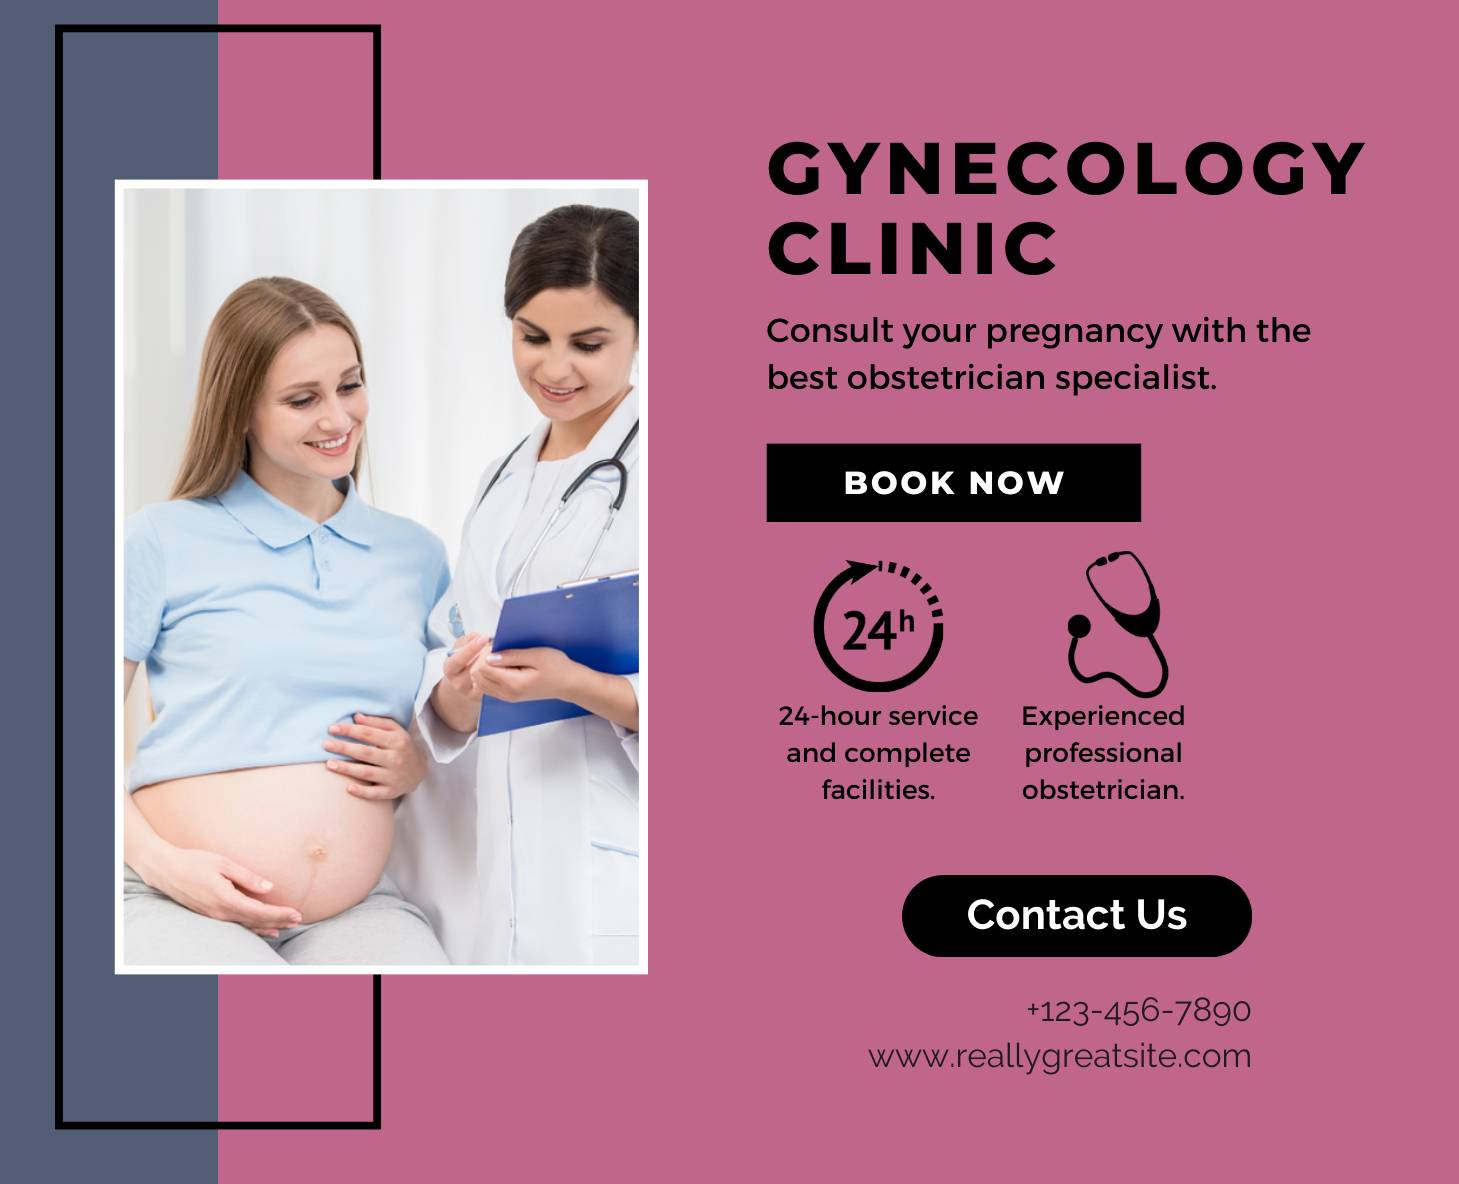 GYNECOLOGY
CLINIC
Consult your pregnancy with the
best obstetrician specialist.
BOOK NOW
24h
24-hour service
and complete
facilities.
Experienced
professional
obstetrician.
Contact Us
+123-456-7890
www.reallygreatsite.com